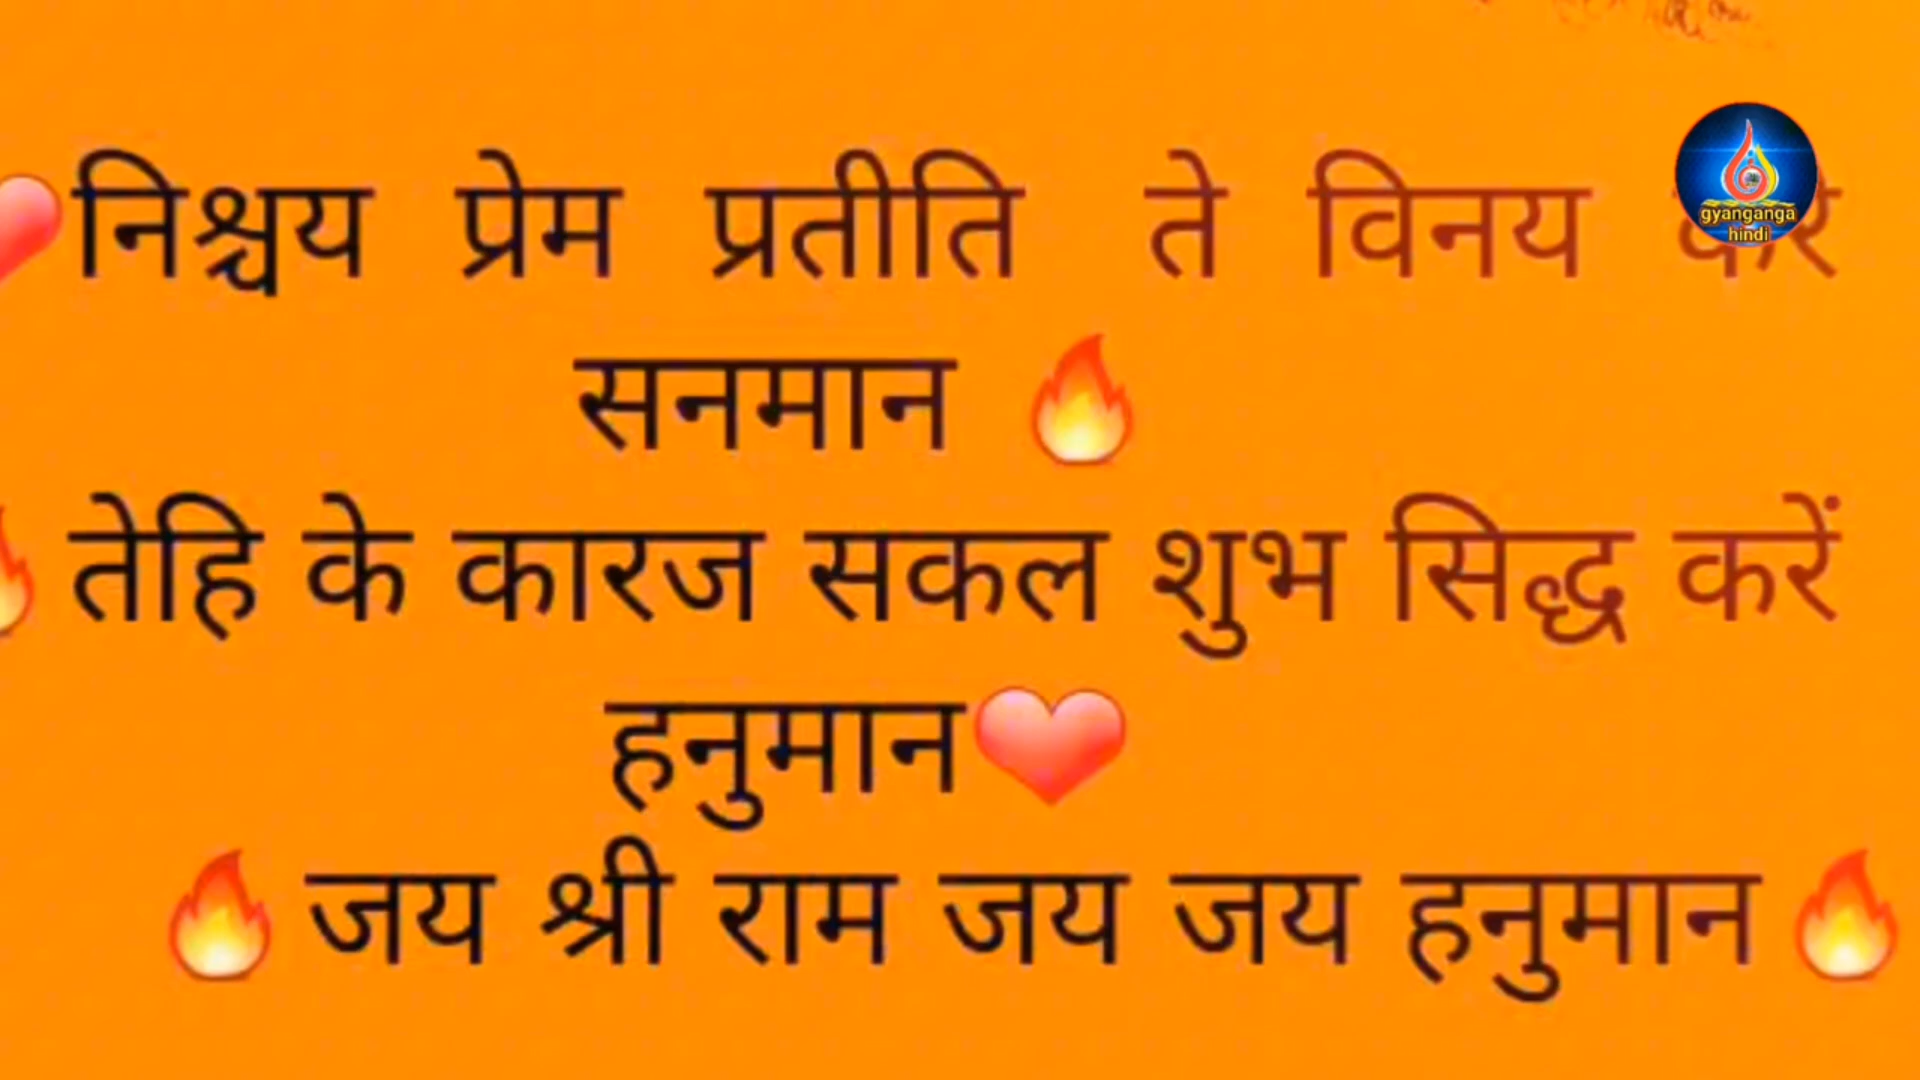 ❤निश्चय प्रेम प्रतीति ते विनय
सनमान 🔥
🔥 तेहि के कारज सकल शुभ सिद्ध करें
हनुमान❤
🔥 जय श्री राम जय जय हनुमान 🔥
gyanganga
hindi